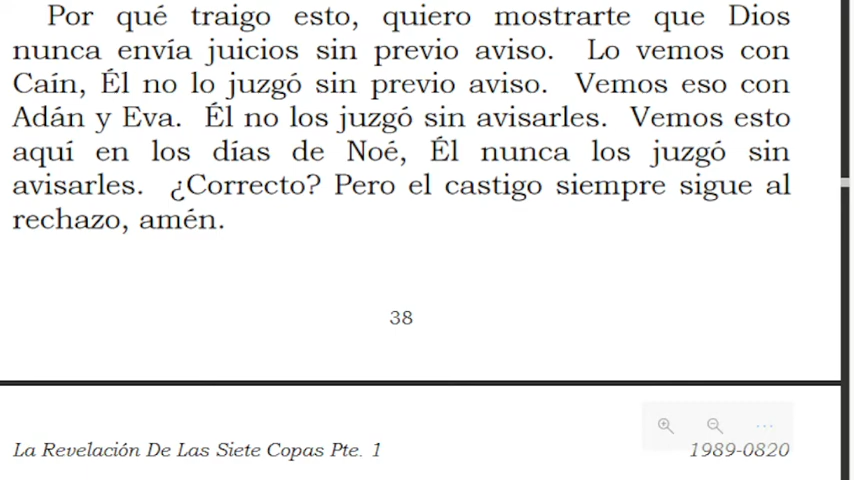 Por qué traigo esto, quiero mostrarte que Dios
nunca envía juicios sin previo aviso. Lo vemos con
Caín, Él no lo juzgó sin previo aviso. Vemos eso con
Adán y Eva. Él no los juzgó sin avisarles. Vemos esto
aquí en los días de Noé, Él nunca los juzgó sin
avisarles. ¿Correcto? Pero el castigo siempre sigue al
rechazo, amén.
38
La Revelación De Las Siete Copas Pte. 1 1989-0820